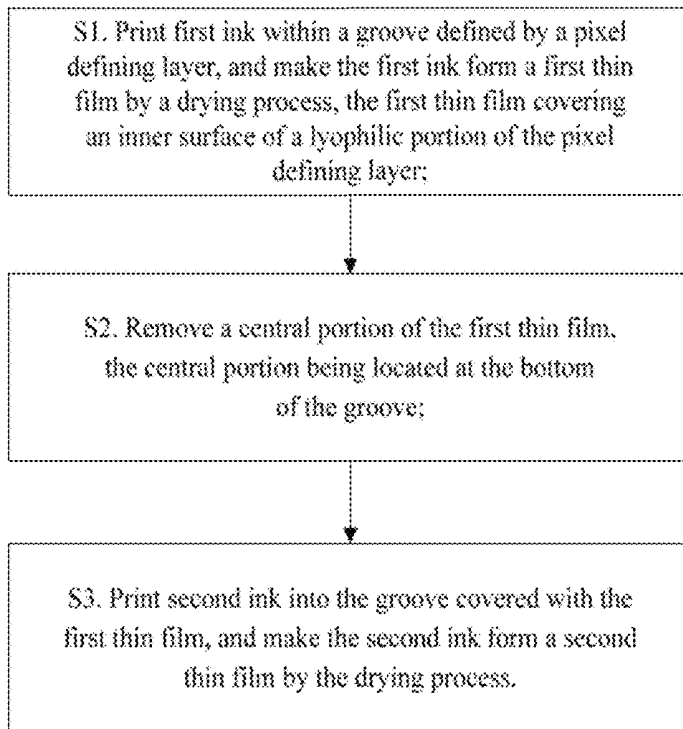 S1. Print first ink within a groove defined by a pixel
defining layer, and make the first ink form a first thin
film by a drying process, the first thin film covering
an inner surface of a lyophilic portion of the pixel
defining layer;
S2. Remove a central portion of the first thin film,
the central portion being located at the bottom
of the groove;
S3. Print second ink into the groove covered with the
first thin film, and make the second ink form a second
thin film by the drying process.